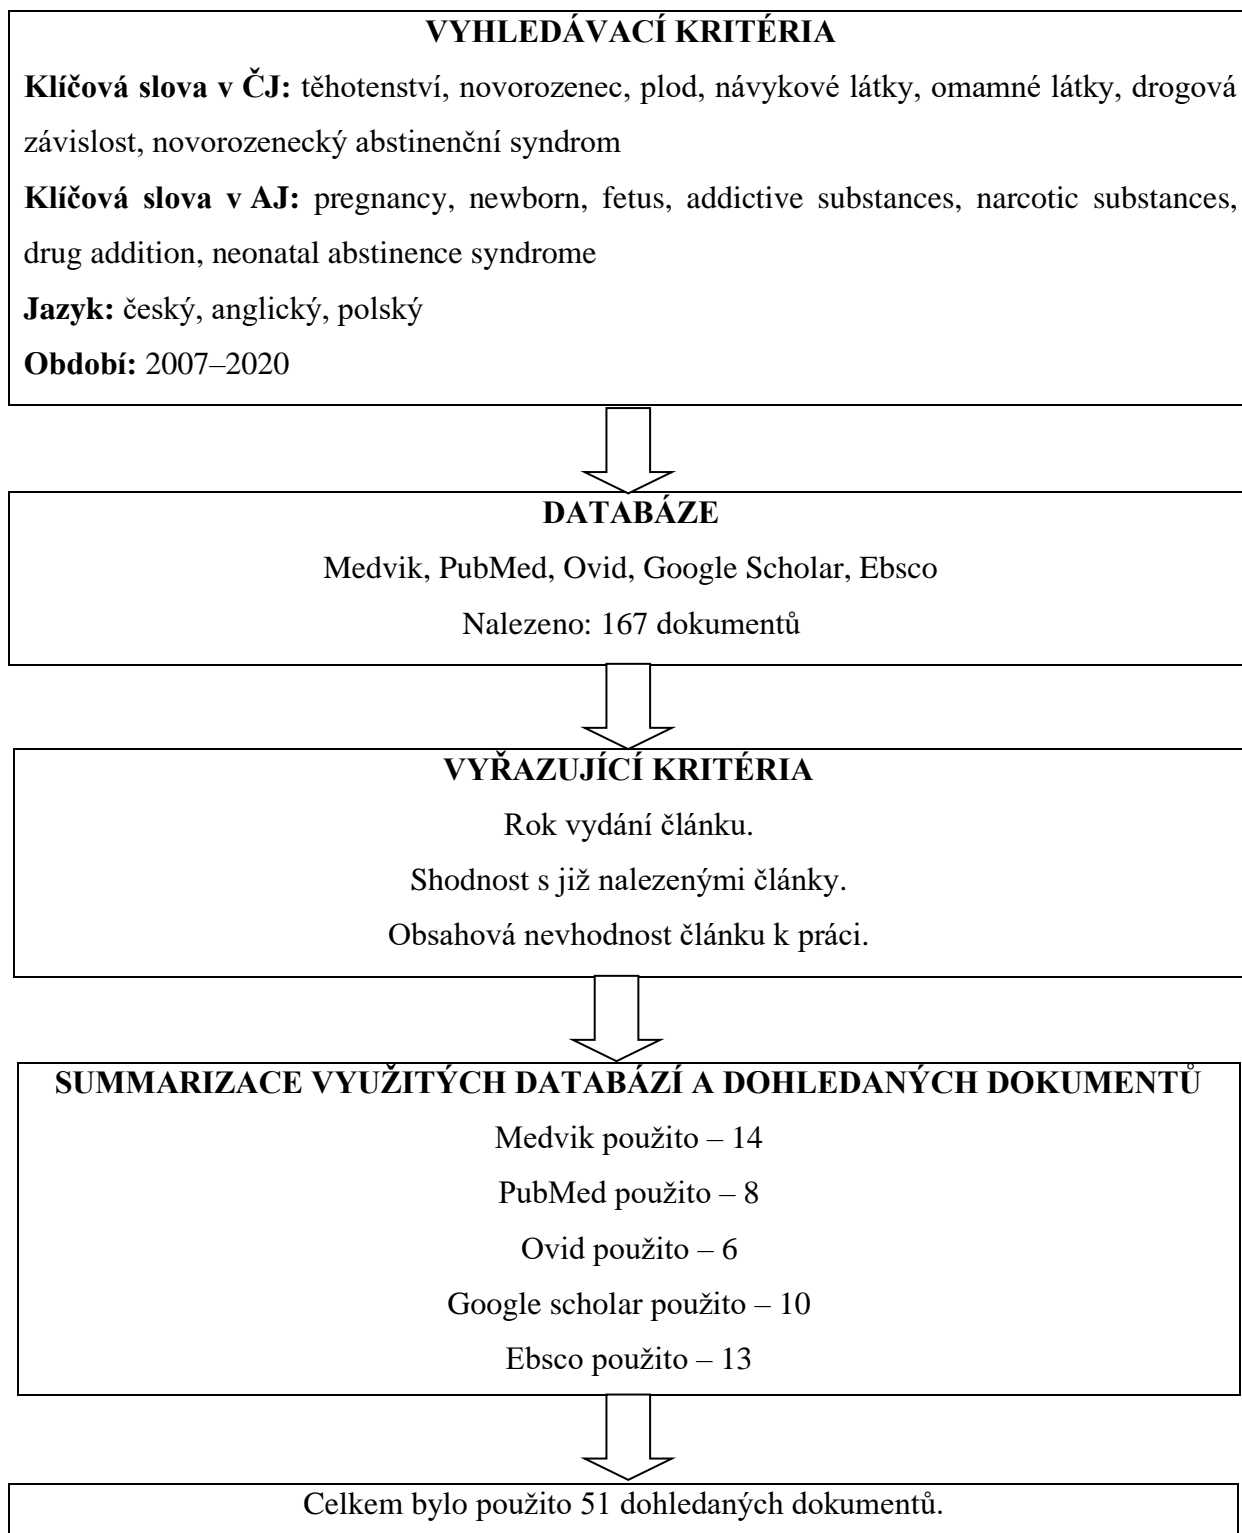 VYHLEDÁVACÍ KRITÉRIA
Klíčová slova v ČJ: těhotenství, novorozenec, plod, návykové látky, omamné látky, drogová
závislost, novorozenecký abstinenční syndrom
Klíčová slova v AJ: pregnancy, newborn, fetus, addictive substances, narcotic substances,
drug addition, neonatal abstinence syndrome
Jazyk: český, anglický, polský
Období: 2007–2020
DATABÁZE
Medvik, PubMed, Ovid, Google Scholar, Ebsco
Nalezeno: 167 dokumentů
VYŘAZUJÍCÍ KRITÉRIA
Rok vydání článku.
Shodnost s již nalezenými články.
Obsahová nevhodnost článku k práci.
SUMMARIZACE VYUŽITÝCH DATABÁZÍ A DOHLEDANÝCH DOKUMENTŮ
Medvik použito – 14
PubMed použito – 8
Ovid použito – 6
Google scholar použito – 10
Ebsco použito – 13
Celkem bylo použito 51 dohledaných dokumentů.